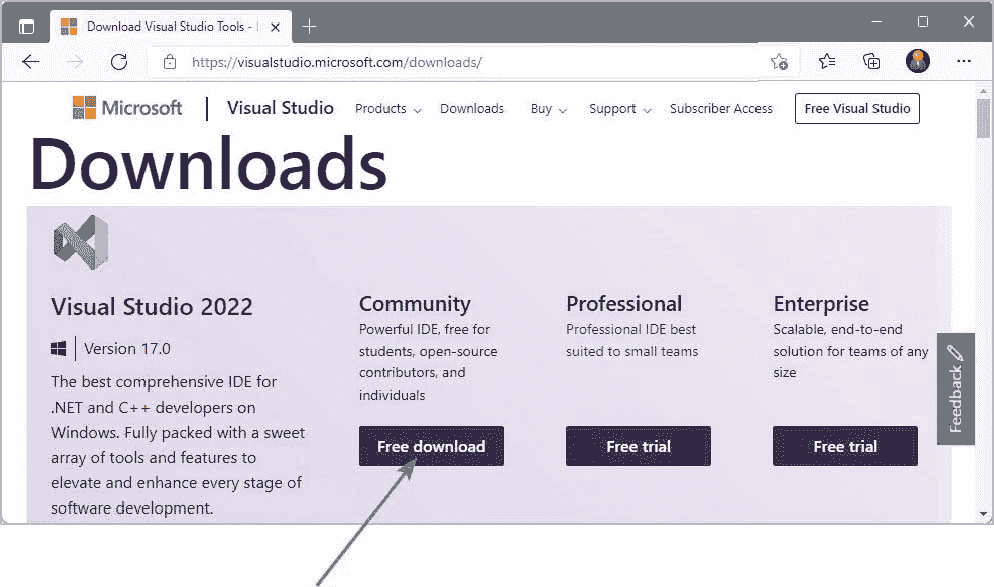 Download Visual Studio Tools -
https://visualstudio.microsoft.com/downloads/
Microsoft Visual Studio Products Downloads Buy Support Subscriber Access Free Visual Studio
Downloads
Visual Studio 2022
Version 17.0
The best comprehensive IDE for
.NET and C++ developers on
Windows. Fully packed with a sweet
array of tools and features to
elevate and enhance every stage of
software development.
Community
Powerful IDE, free for
students, open-source
contributors, and
individuals
Free download
Professional
Professional IDE best
suited to small teams
Free trial
Enterprise
Scalable, end-to-end
solution for teams of any
size
Free trial
Feedback